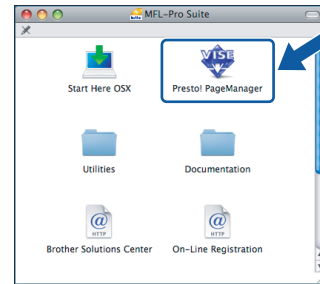 MFL-Pro Suite
VISE
Start Here OSX
Presto! PageManager
Utilities
Documentation
@
HTTP
@
HTTP
Brother Solutions Center
On-Line Registration